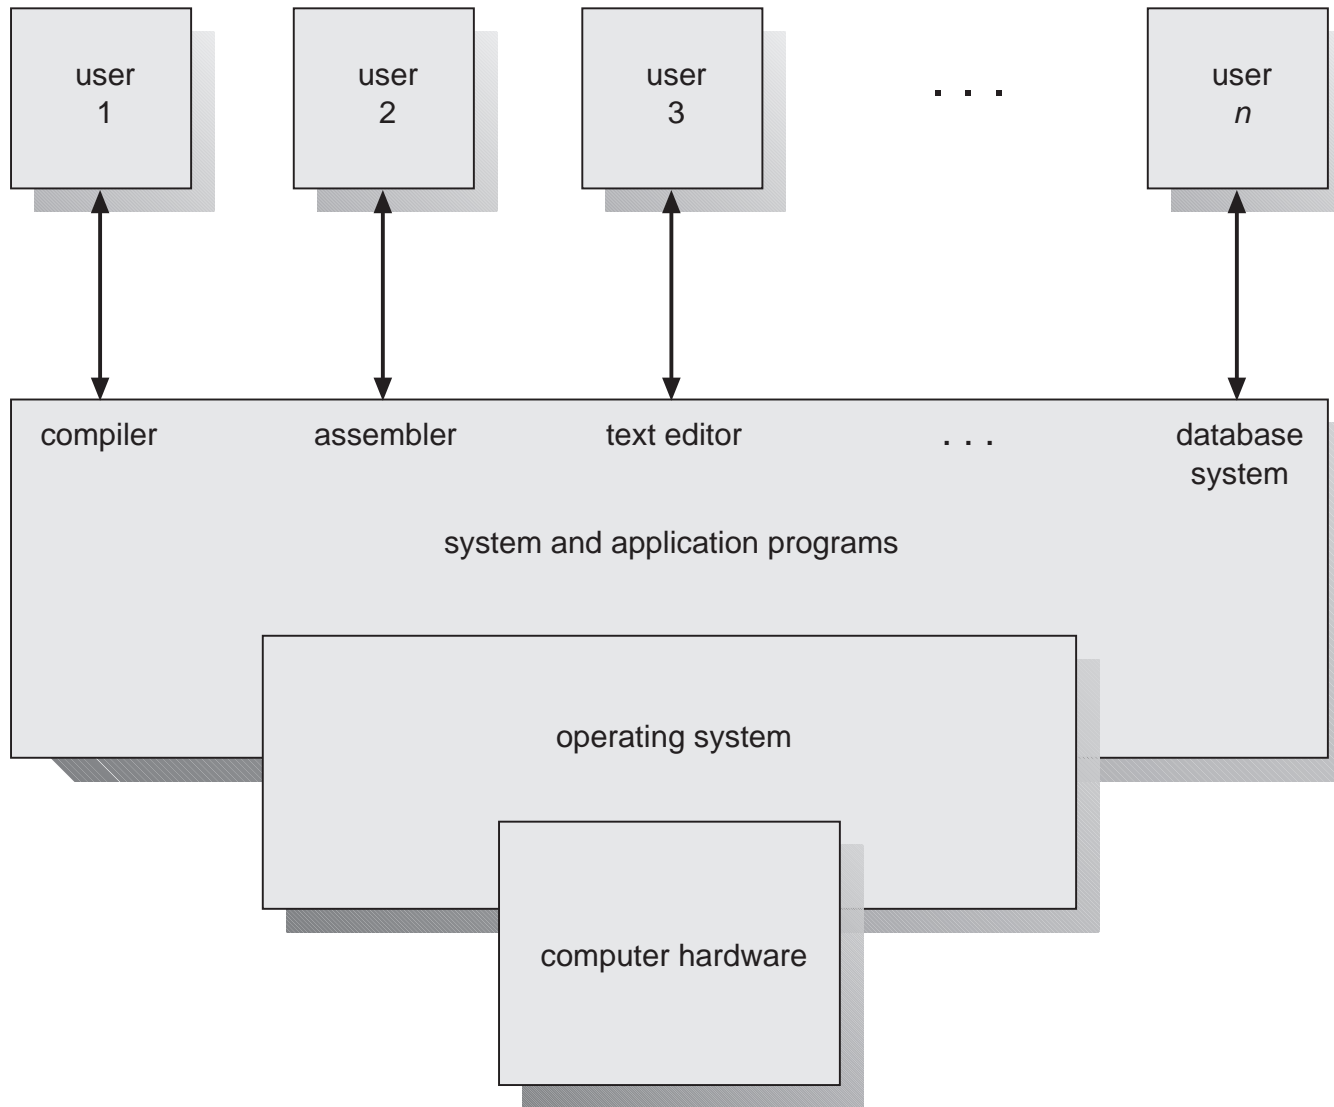 user
1
user
2
user
3
. . .
user
n
compiler
assembler
text editor
. . .
database
system
system and application programs
operating system
computer hardware